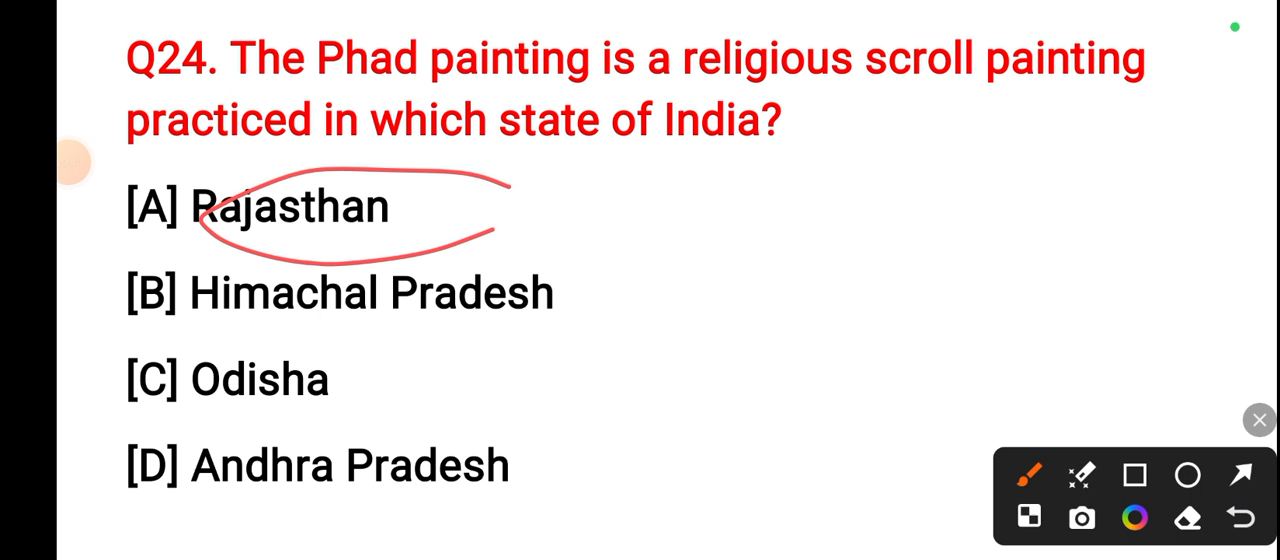 Q24. The Phad painting is a religious scroll painting
practiced in which state of India?
[A] Rajasthan
[B] Himachal Pradesh
[C] Odisha
[D] Andhra Pradesh